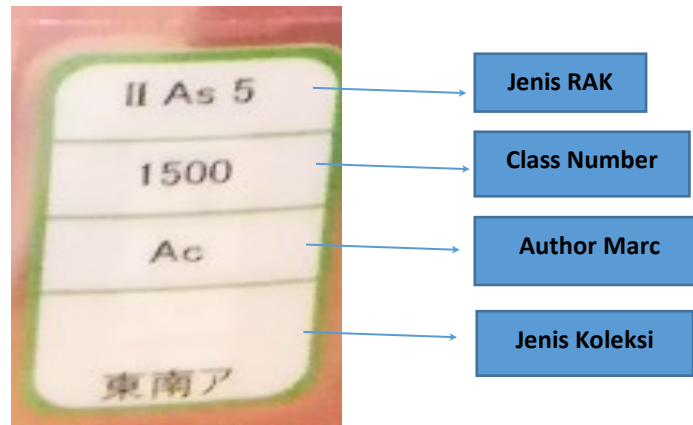 II As 5
Jenis RAK
1500
Class Number
Ac
Author Marc
Jenis Koleksi
東南ア